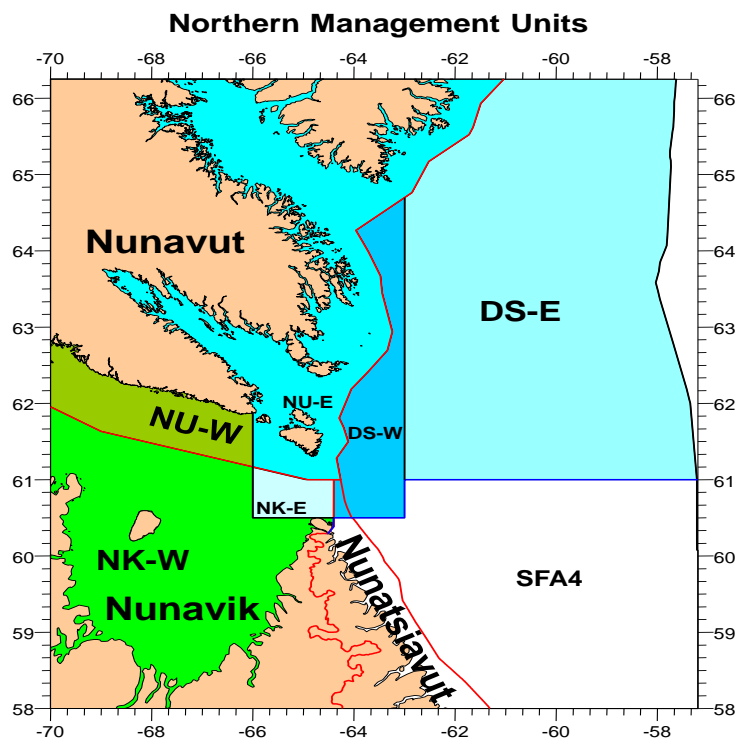 Northern Management Units
-70 -68 -66 -64 -62 -60 -58
66 66
65 65
64 64
63 63
62 62
61 61
60 60
59 59
58 58
Nunavut
DS-E
NU-E
NU-W
DS-W
NK-E
NK-W
SFA4
Nunavik
Nunatsiavut
-70 -68 -66 -64 -62 -60 -58